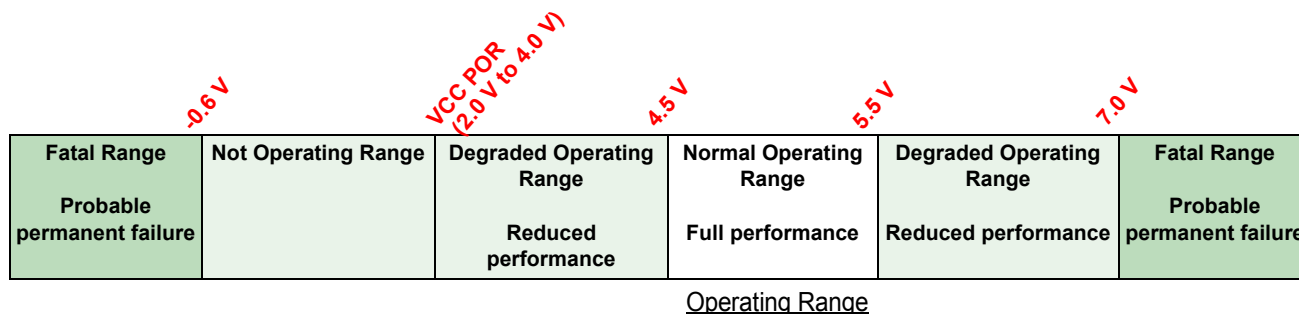 -0.6 V
VCC POR
(2.0 V to 4.0 V)
4.5 V
5.5 V
7.0 V
Fatal Range
Probable
permanent failure
Not Operating Range
Degraded Operating
Range
Reduced
performance
Normal Operating
Range
Full performance
Degraded Operating
Range
Reduced performance
Fatal Range
Probable
permanent failure
Operating Range